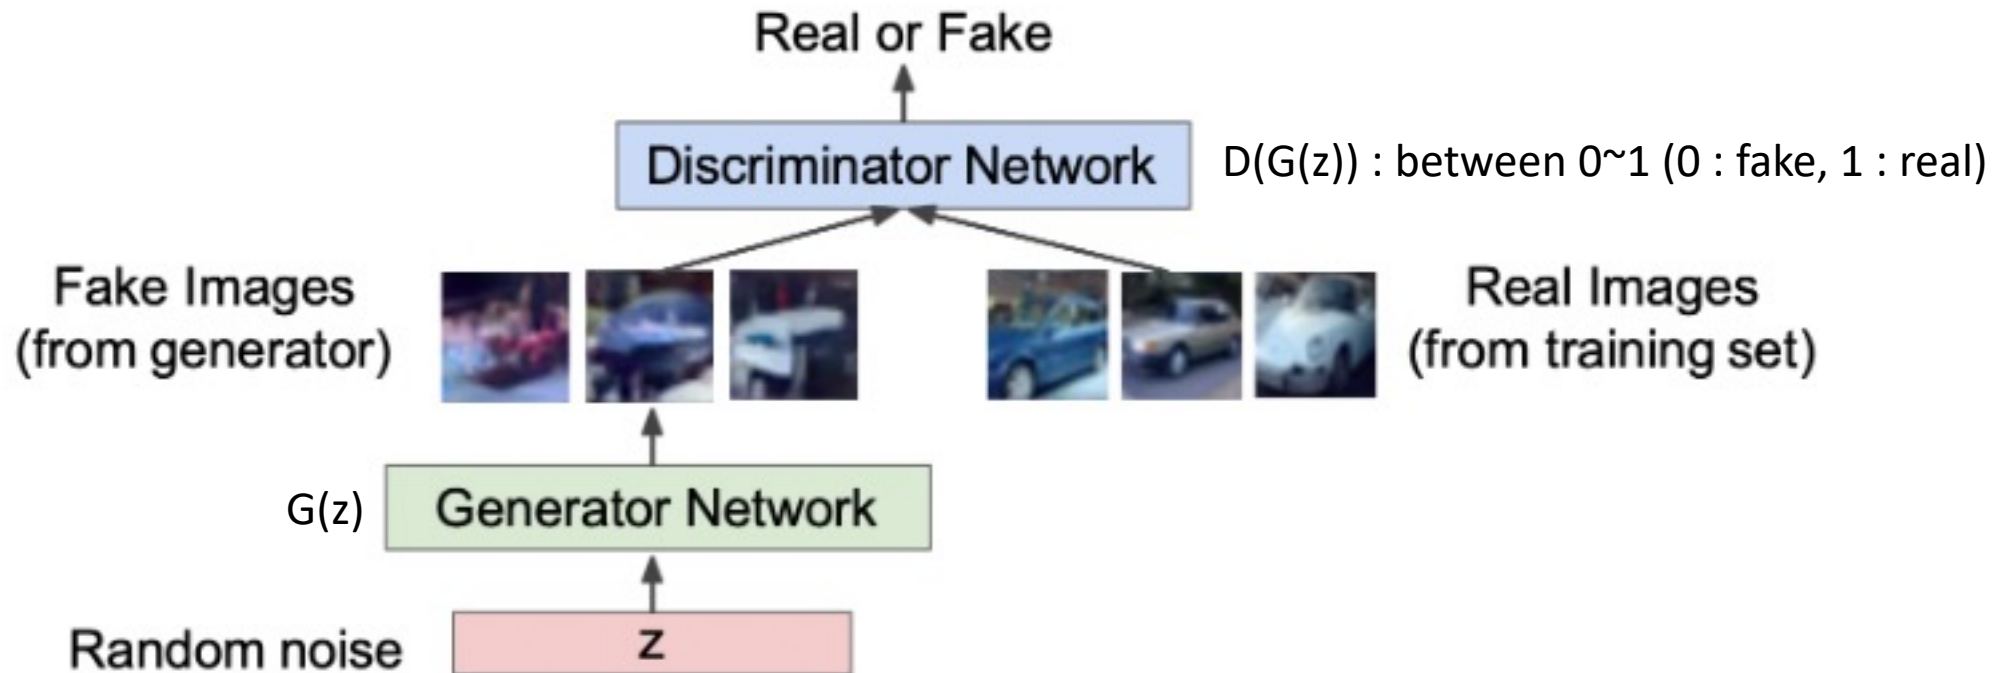 Real or Fake
Discriminator Network
D(G(z)) : between 0~1 (0 : fake, 1 : real)
Fake Images
(from generator)
Real Images
(from training set)
G(z)
Generator Network
Random noise
z